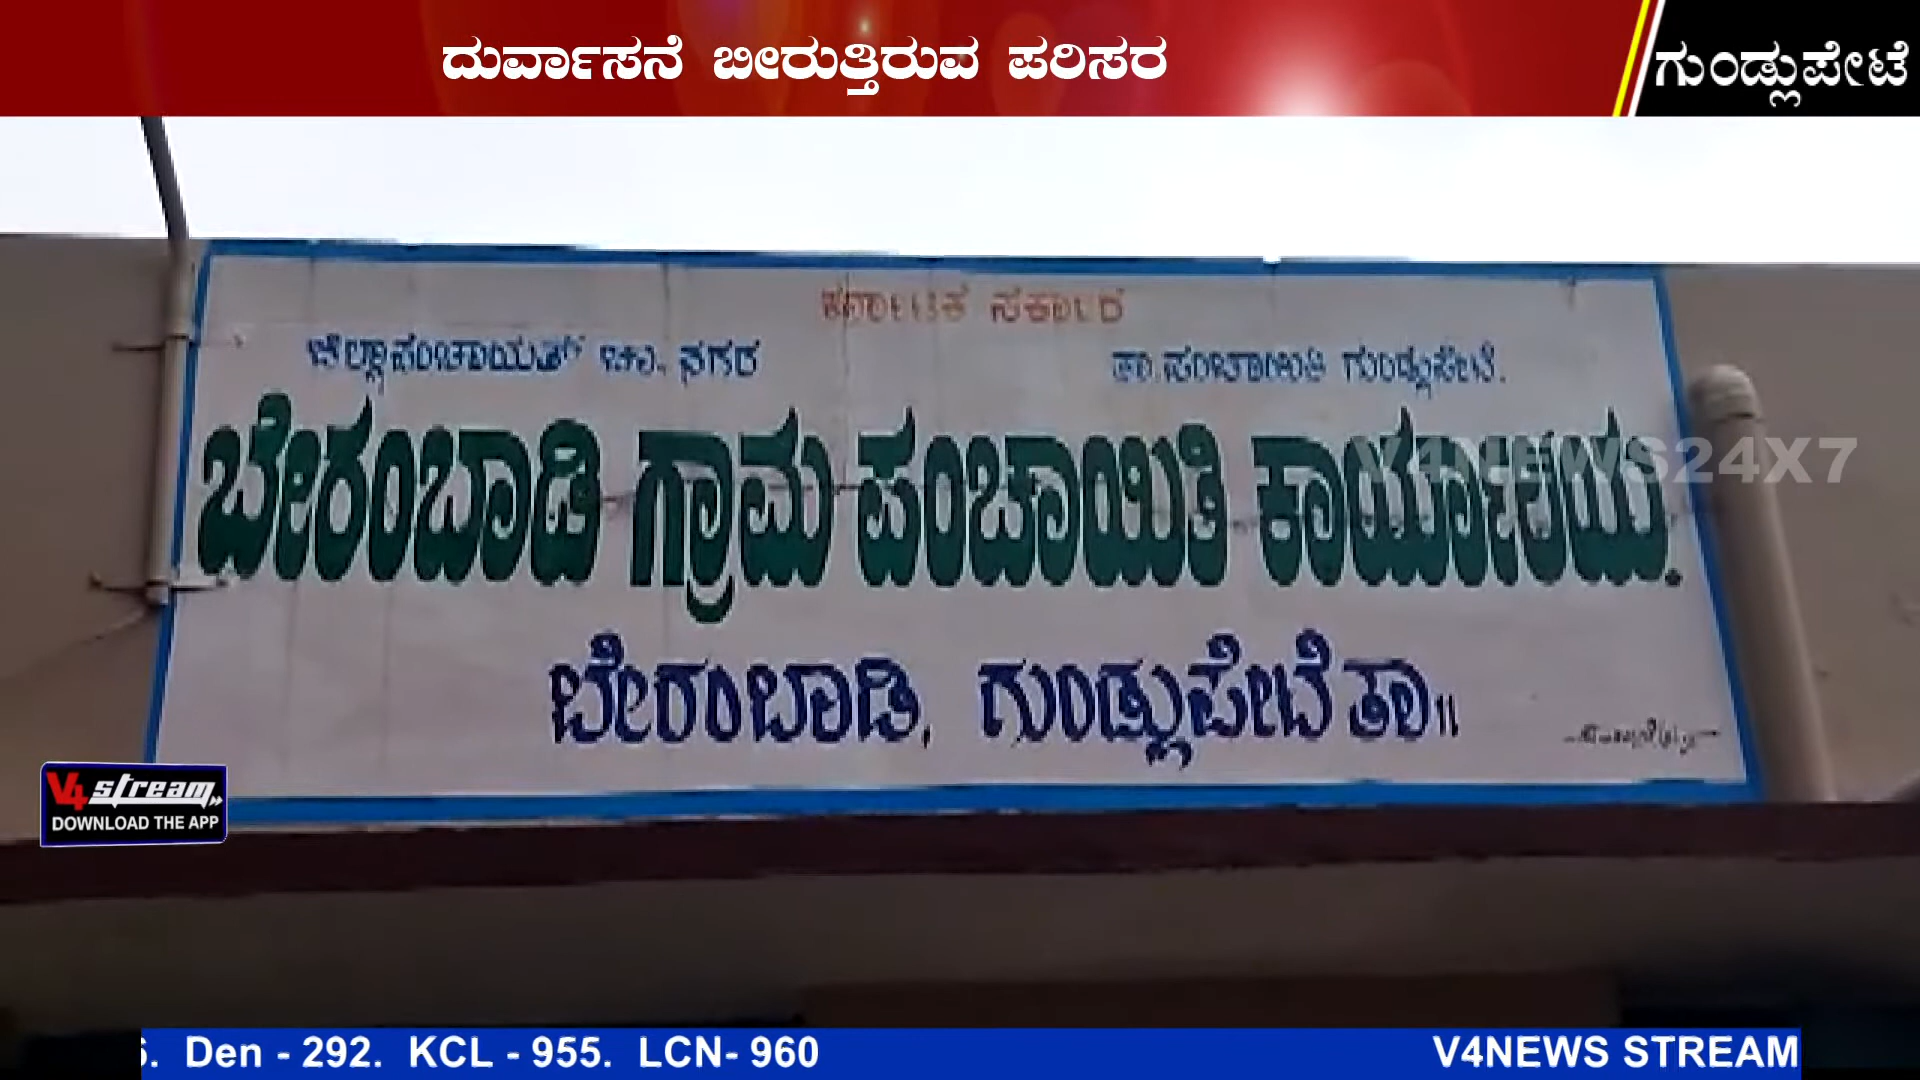 ದುರ್ವಾಸನೆ ಬೀರುತ್ತಿರುವ ಪರಿಸರ
ಗುಂಡ್ಲುಪೇಟೆ
ಕರ್ನಾಟಕ ಸರ್ಕಾರ
ಜಿಲ್ಲಾ ಪಂಚಾಯತ್ ಚಾ. ನಗರ
ತಾ. ಪಂಚಾಯಿತಿ ಗುಂಡ್ಲುಪೇಟೆ.
ಬೇರಂಬಾಡಿ ಗ್ರಾಮ ಪಂಚಾಯಿತಿ ಕಾರ್ಯಾಲಯ.
V4NEWS24X7
ಬೇರಂಬಾಡಿ, ಗುಂಡ್ಲುಪೇಟೆ ತಾ॥
V4 stream
DOWNLOAD THE APP
Den - 292. KCL - 955. LCN- 960
V4NEWS STREAM